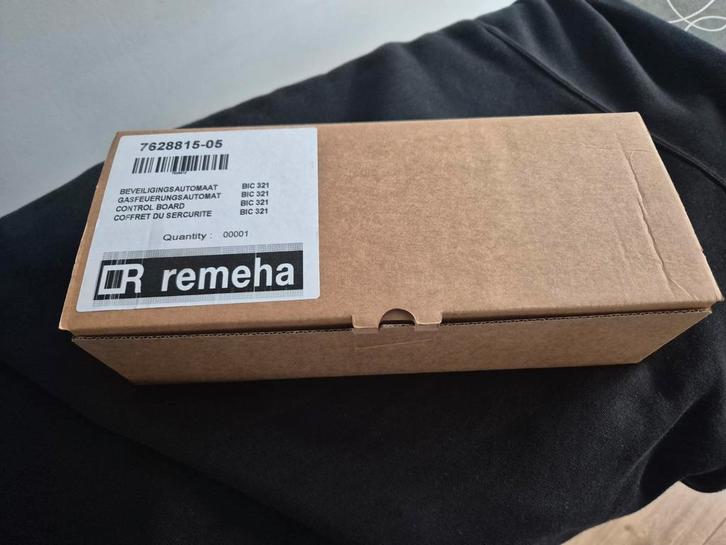 7628815-05
BEVEILIGINGSAUTOMAAT BIC 321
GASFEUERUNGSAUTOMAT BIC 321
CONTROL BOARD BIC 321
COFFRET DU SERCURITE BIC 321
Quantity : 00001
remeha